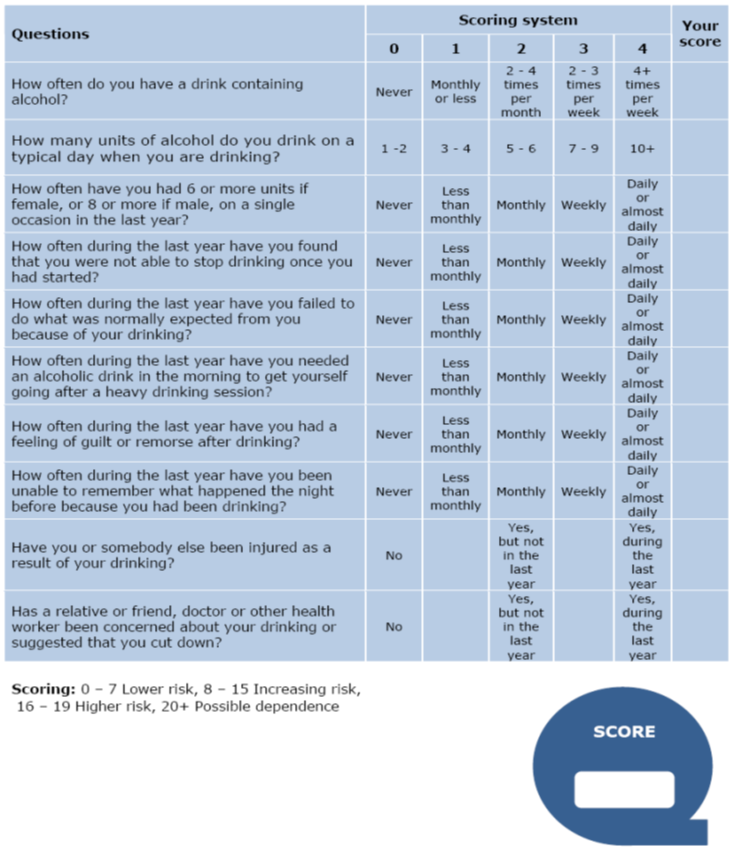 Questions
Scoring system
Your
score
0 1 2 3 4
How often do you have a drink containing
alcohol?
Never
Monthly
or less
2 - 4
times
per
month
2 - 3
times
per
week
4+
times
per
week
How many units of alcohol do you drink on a
typical day when you are drinking?
1 -2
3 - 4
5 - 6
7 - 9
10+
How often have you had 6 or more units if
female, or 8 or more if male, on a single
occasion in the last year?
Never
Less
than
monthly
Monthly
Weekly
Daily
or
almost
daily
How often during the last year have you found
that you were not able to stop drinking once you
had started?
Never
Less
than
monthly
Monthly
Weekly
Daily
or
almost
daily
How often during the last year have you failed to
do what was normally expected from you
because of your drinking?
Never
Less
than
monthly
Monthly
Weekly
Daily
or
almost
daily
How often during the last year have you needed
an alcoholic drink in the morning to get yourself
going after a heavy drinking session?
Never
Less
than
monthly
Monthly
Weekly
Daily
or
almost
daily
How often during the last year have you had a
feeling of guilt or remorse after drinking?
Never
Less
than
monthly
Monthly
Weekly
Daily
or
almost
daily
How often during the last year have you been
unable to remember what happened the night
before because you had been drinking?
Never
Less
than
monthly
Monthly
Weekly
Daily
or
almost
daily
Have you or somebody else been injured as a
result of your drinking?
No
Yes,
but not
in the
last
year
Yes,
during
the
last
year
Has a relative or friend, doctor or other health
worker been concerned about your drinking or
suggested that you cut down?
No
Yes,
but not
in the
last
year
Yes,
during
the
last
year
Scoring: 0 – 7 Lower risk, 8 – 15 Increasing risk,
16 – 19 Higher risk, 20+ Possible dependence
SCORE